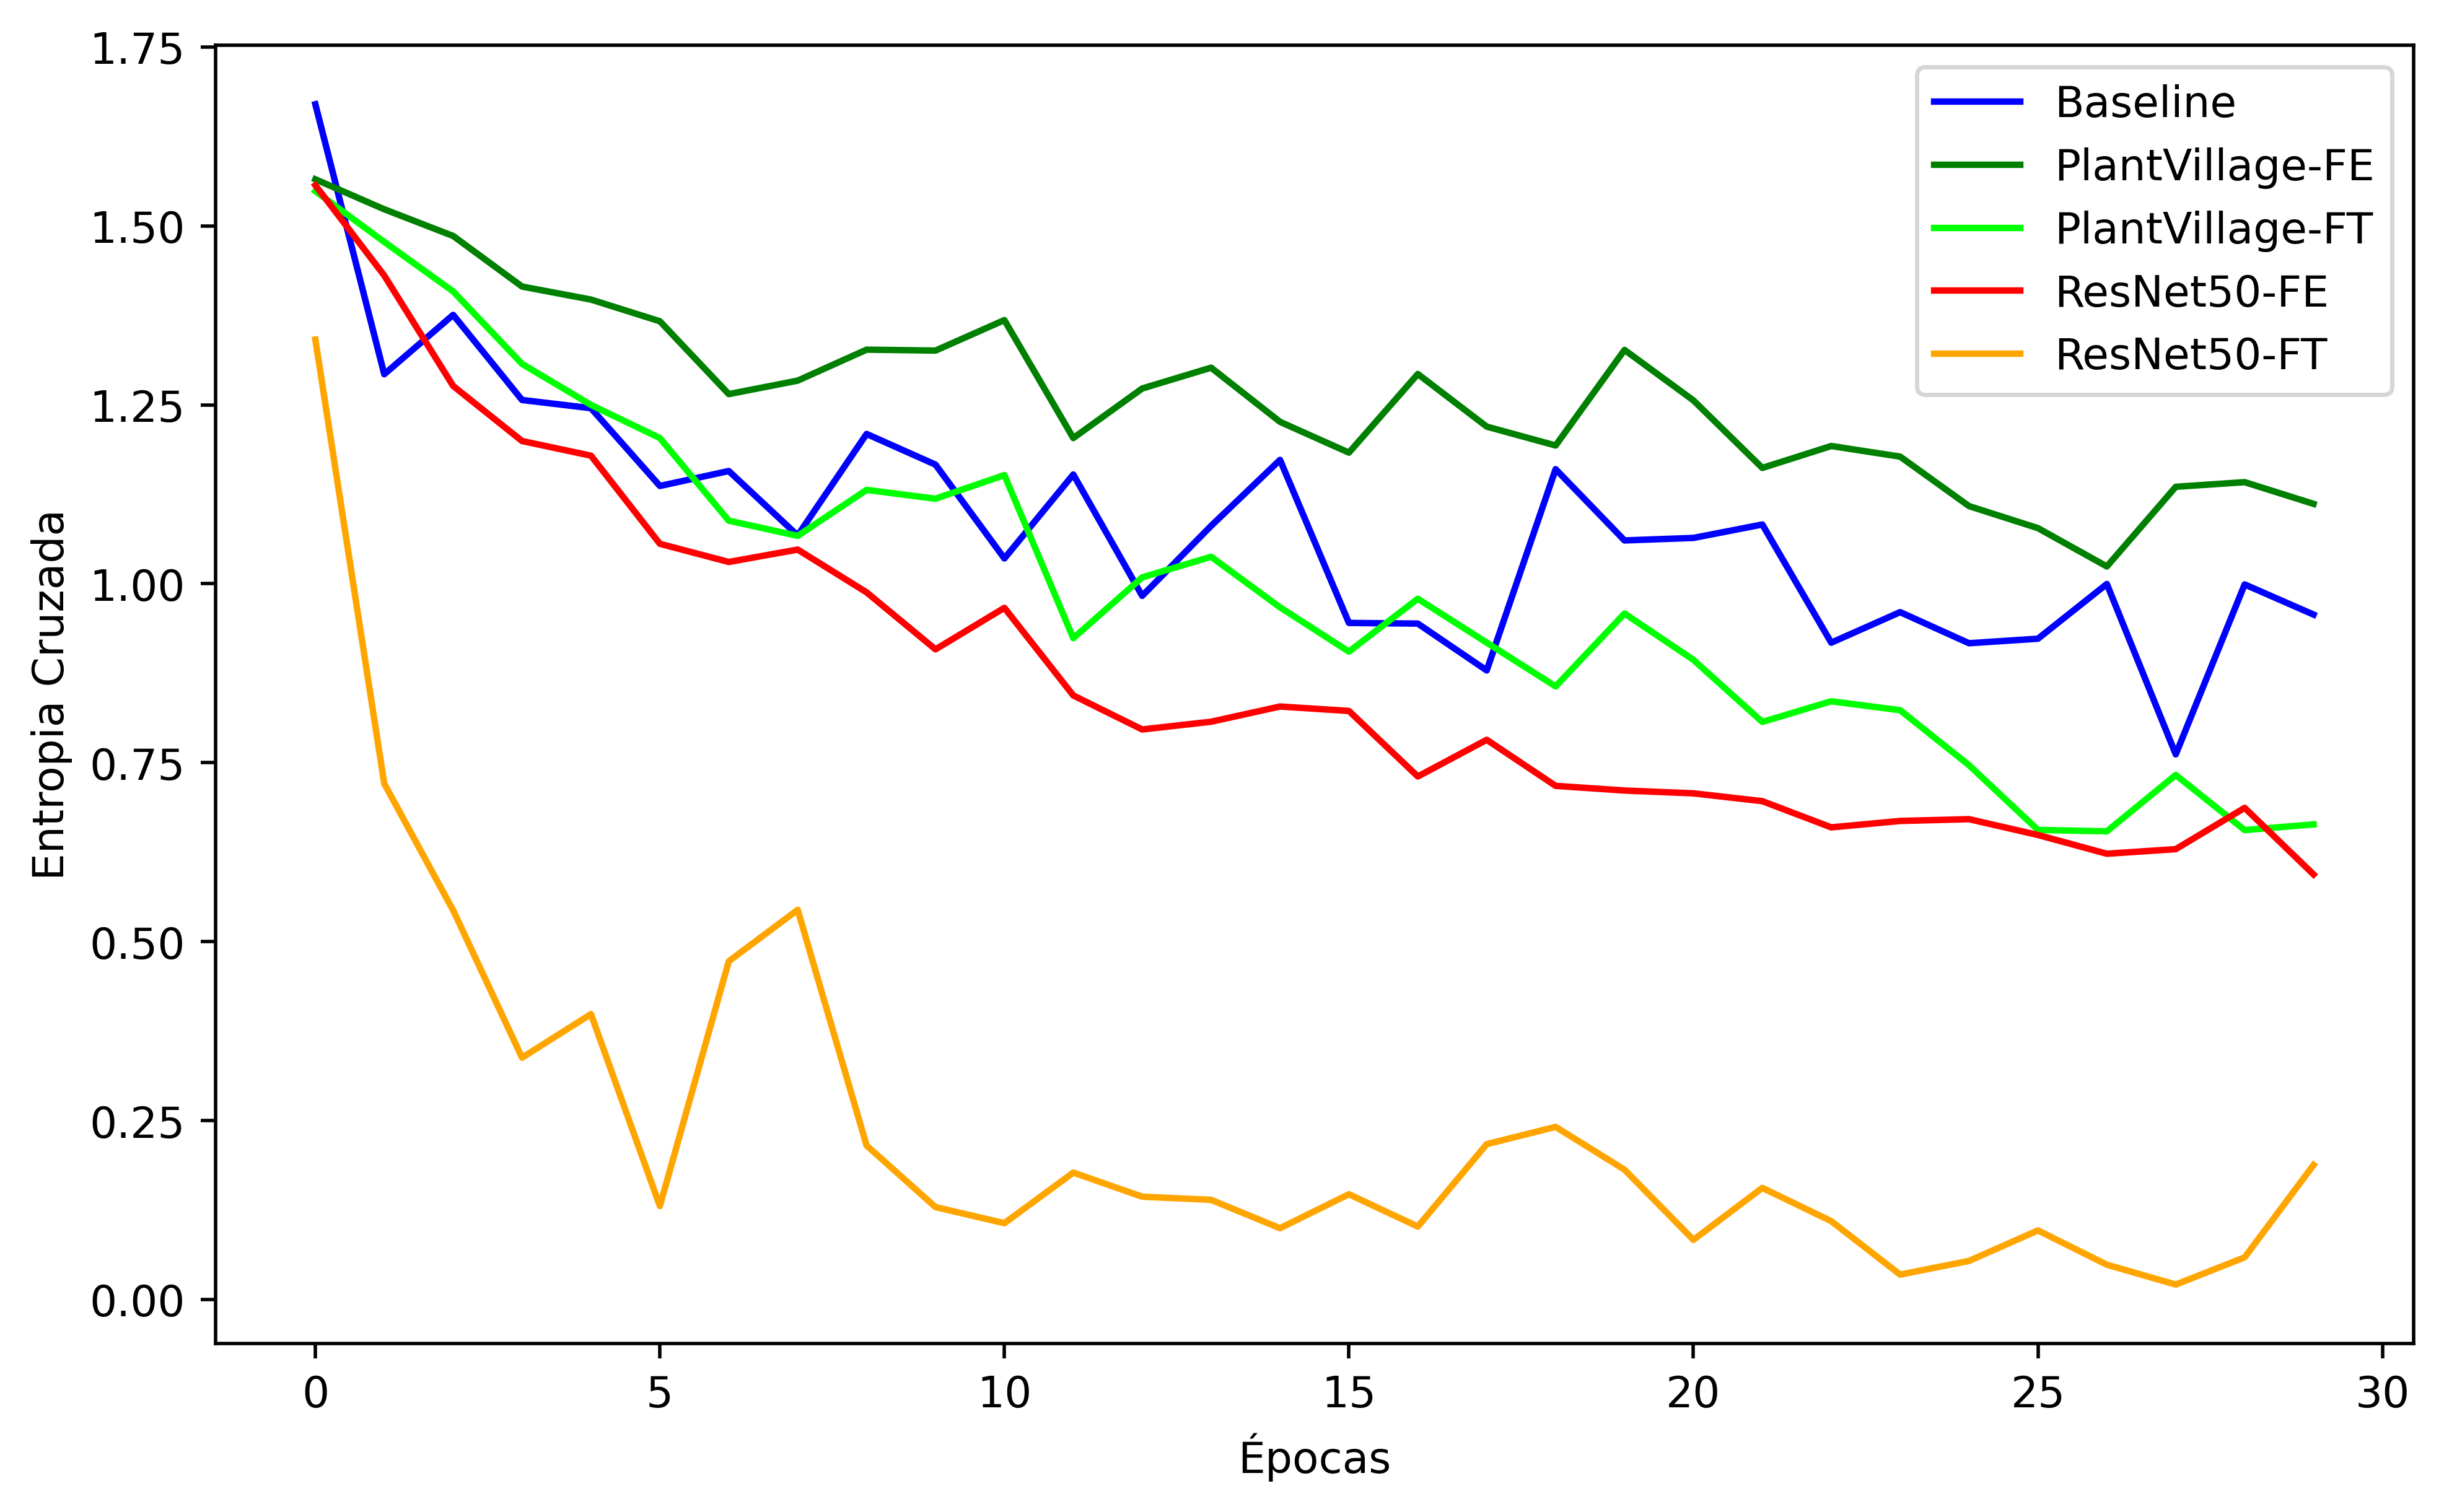 1.75
1.50
1.25
1.00
0.75
0.50
0.25
0.00
Entropia Cruzada
0 5 10 15 20 25 30
Épocas
Baseline
PlantVillage-FE
PlantVillage-FT
ResNet50-FE
ResNet50-FT